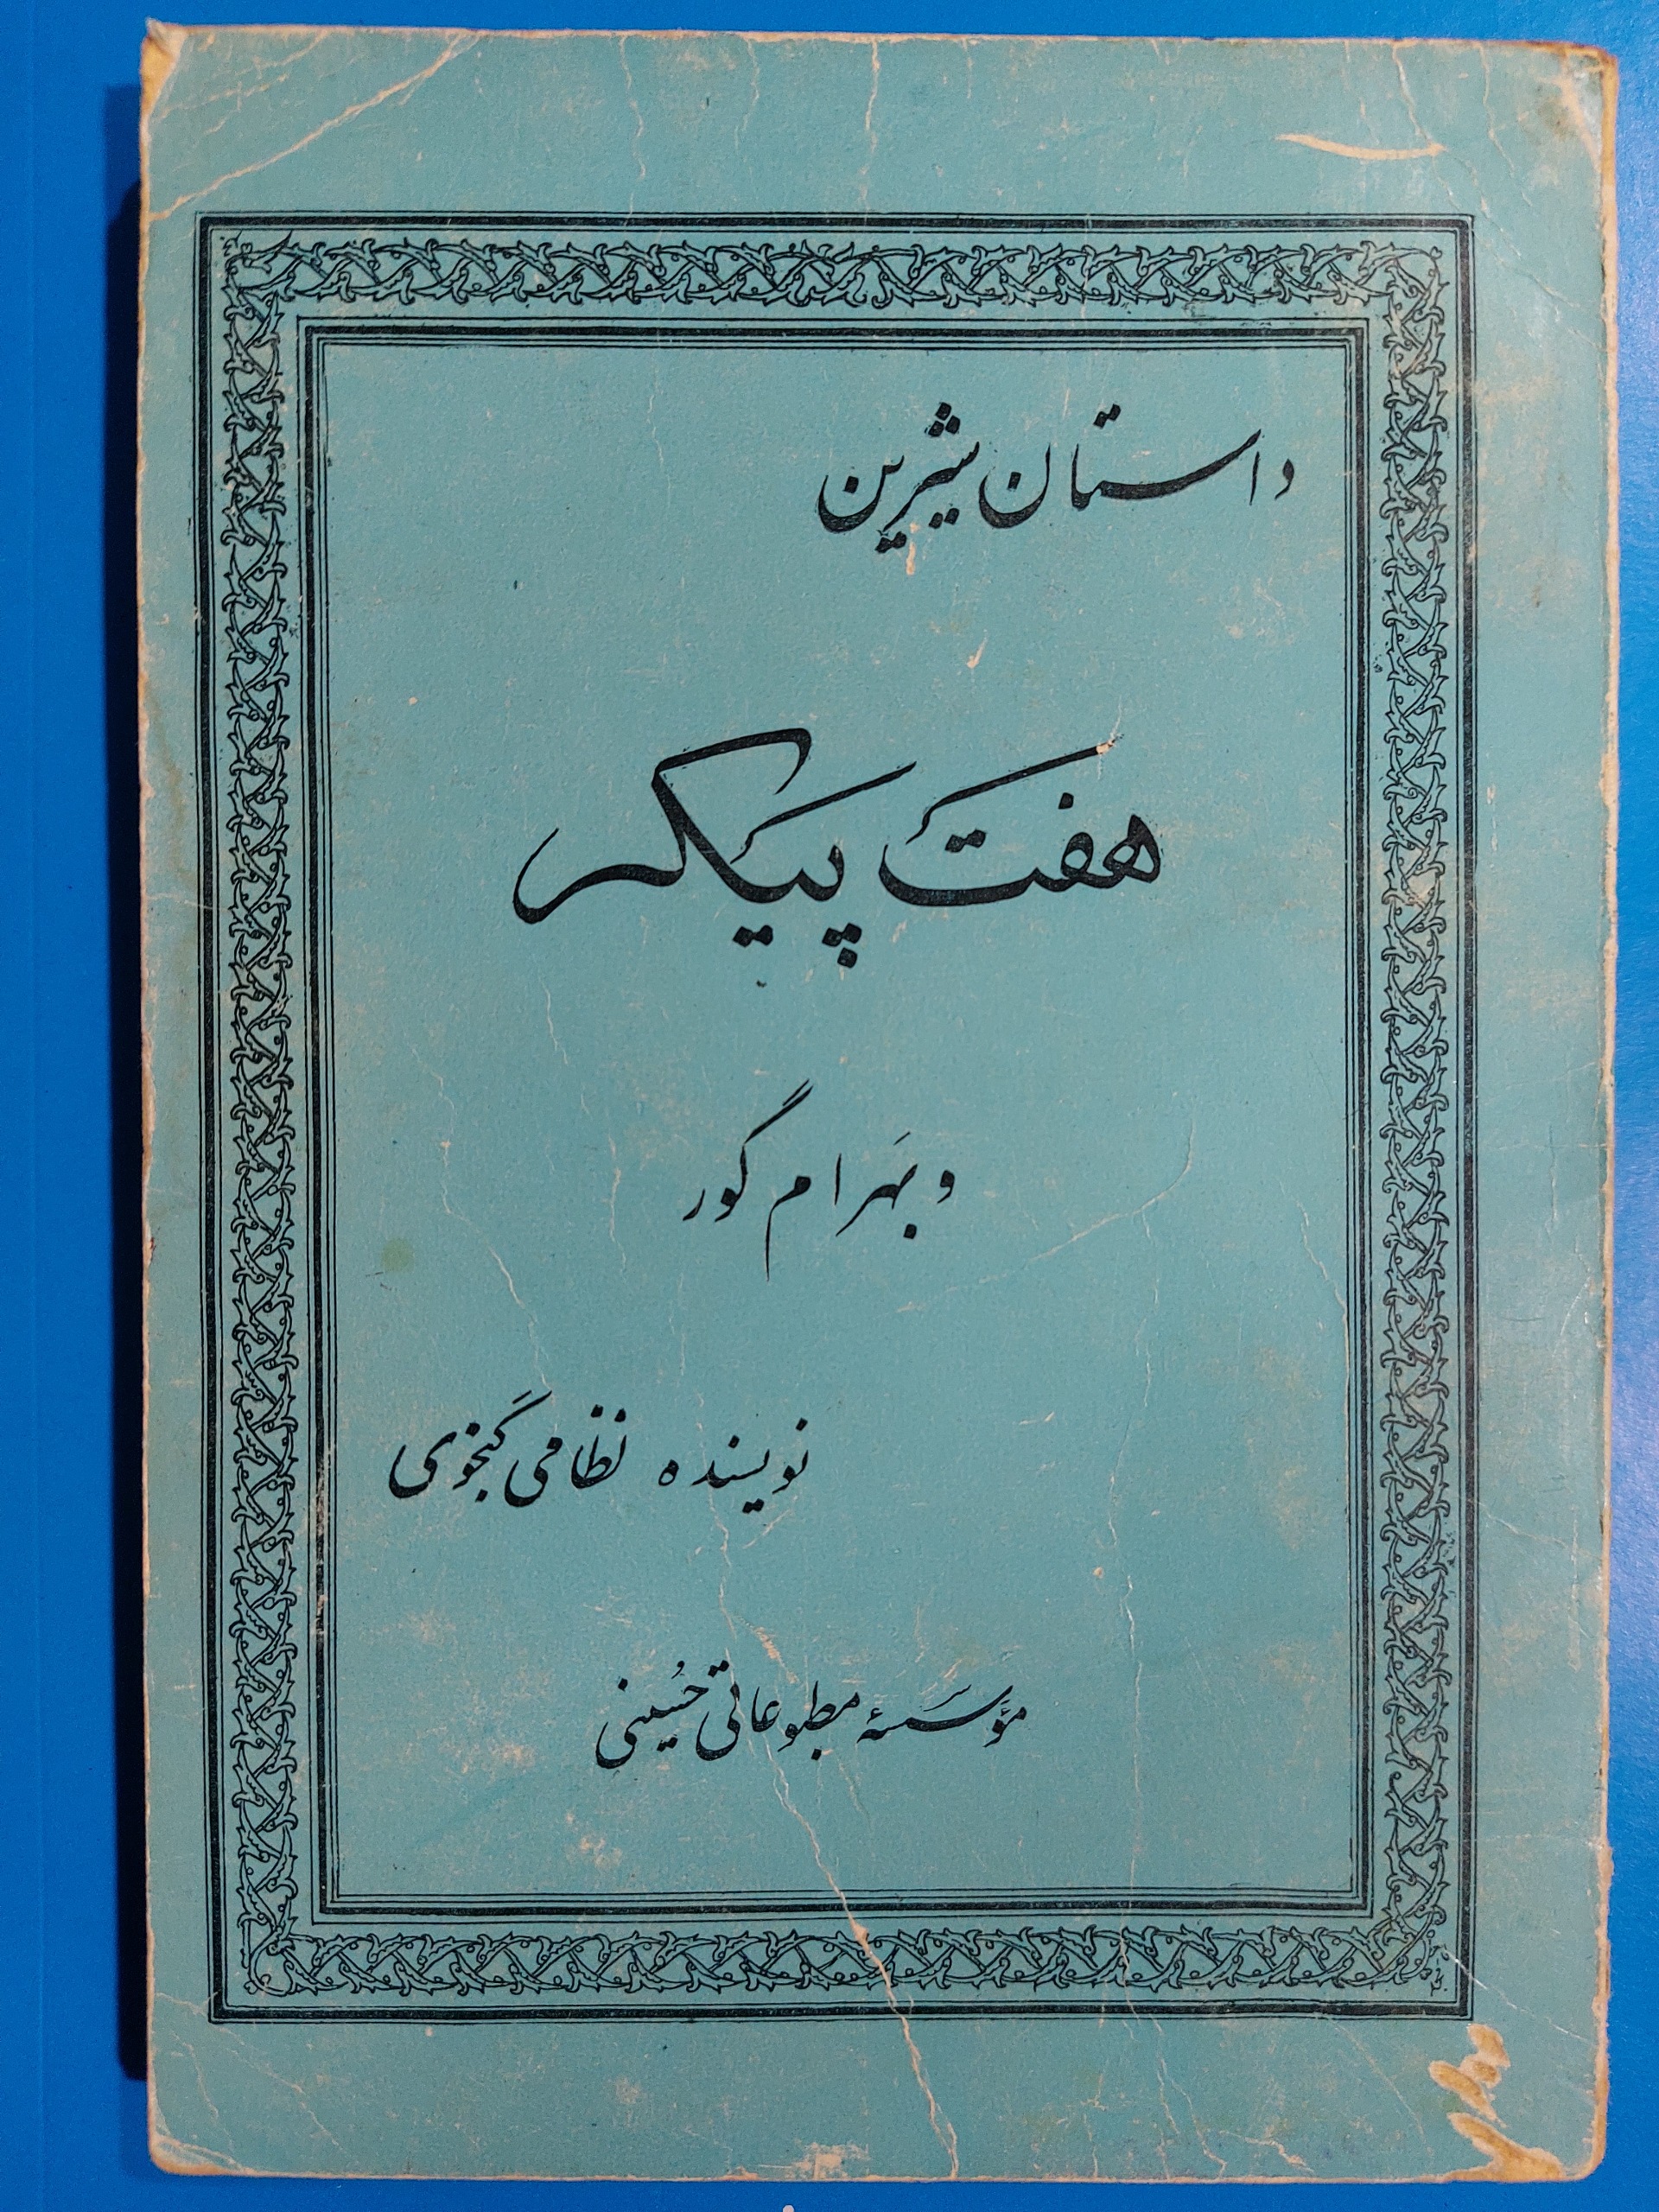 داستان شیرین
هفت پیکر
و بهرام گور
نویسنده نظامی گنجوی
مؤسسهٔ مطبوعاتی حسینی